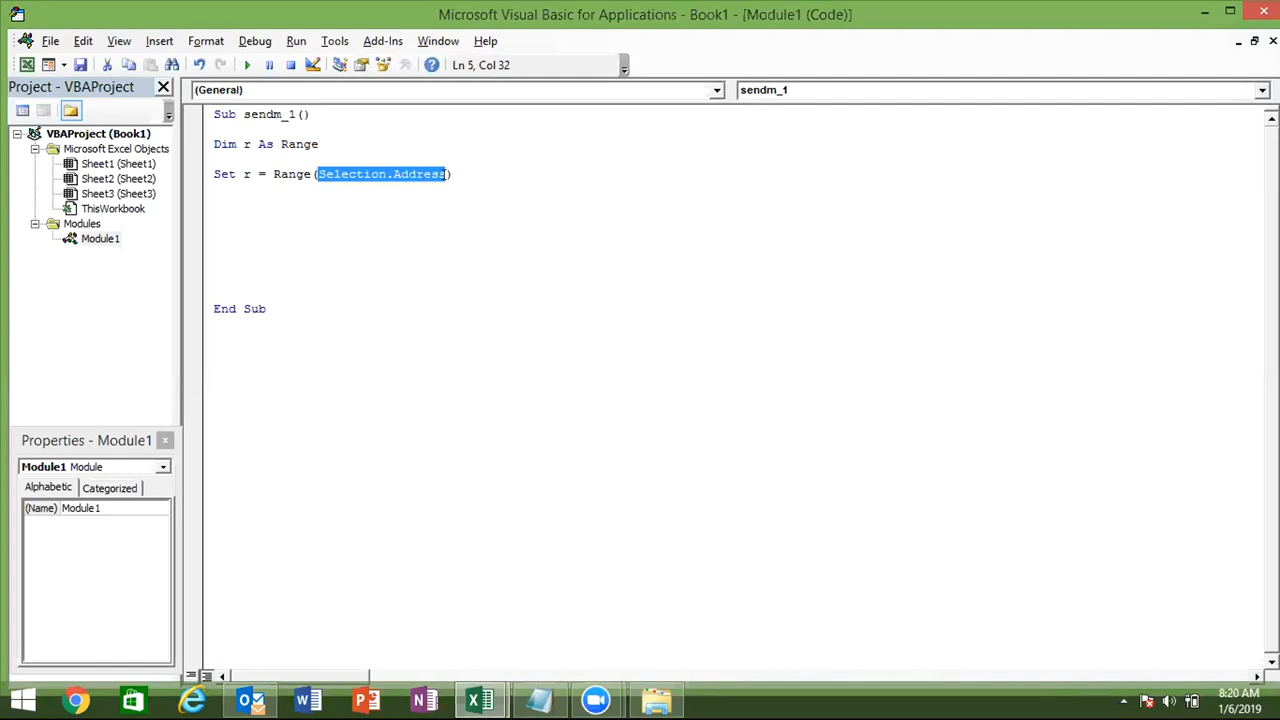 Microsoft Visual Basic for Applications - Book1 - [Module1 (Code)]
File Edit View Insert Format Debug Run Tools Add-Ins Window Help
Ln 5, Col 32
Project - VBAProject
(General)
sendm_1
VBAProject (Book1)
Microsoft Excel Objects
Sheet1 (Sheet1)
Sheet2 (Sheet2)
Sheet3 (Sheet3)
ThisWorkbook
Modules
Module1
Sub sendm_1()
Dim r As Range
Set r = Range(Selection.Address)
End Sub
Properties - Module1
Module1 Module
Alphabetic Categorized
(Name) Module1
8:20 AM
1/6/2019